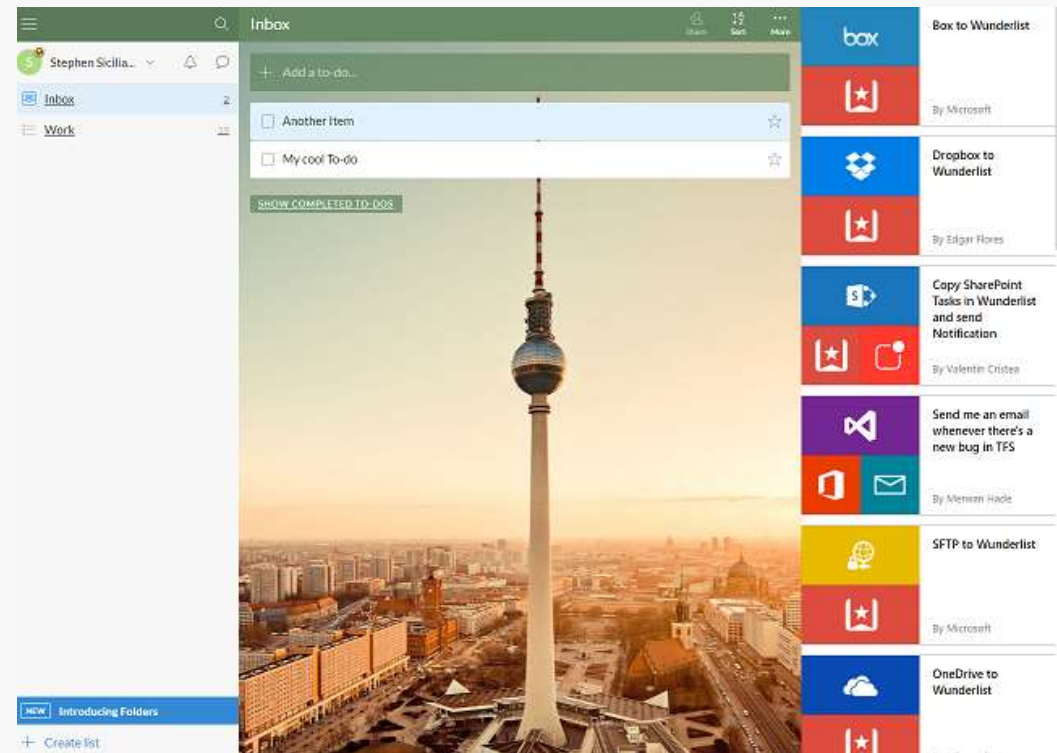 Inbox
Share
Sort
More
Stephen Sicilia...
Inbox 2
Work
+ Add a to-do...
Another Item
My cool To-do
SHOW COMPLETED TO-DOS
NEW Introducing Folders
+ Create list
box
Box to Wunderlist
By Microsoft
Dropbox to
Wunderlist
By Edgar Flores
S
Copy SharePoint
Tasks in Wunderlist
and send
Notification
By Valentin Cristea
Send me an email
whenever there's a
new bug in TFS
By Merwan Hade
SFTP to Wunderlist
By Microsoft
OneDrive to
Wunderlist